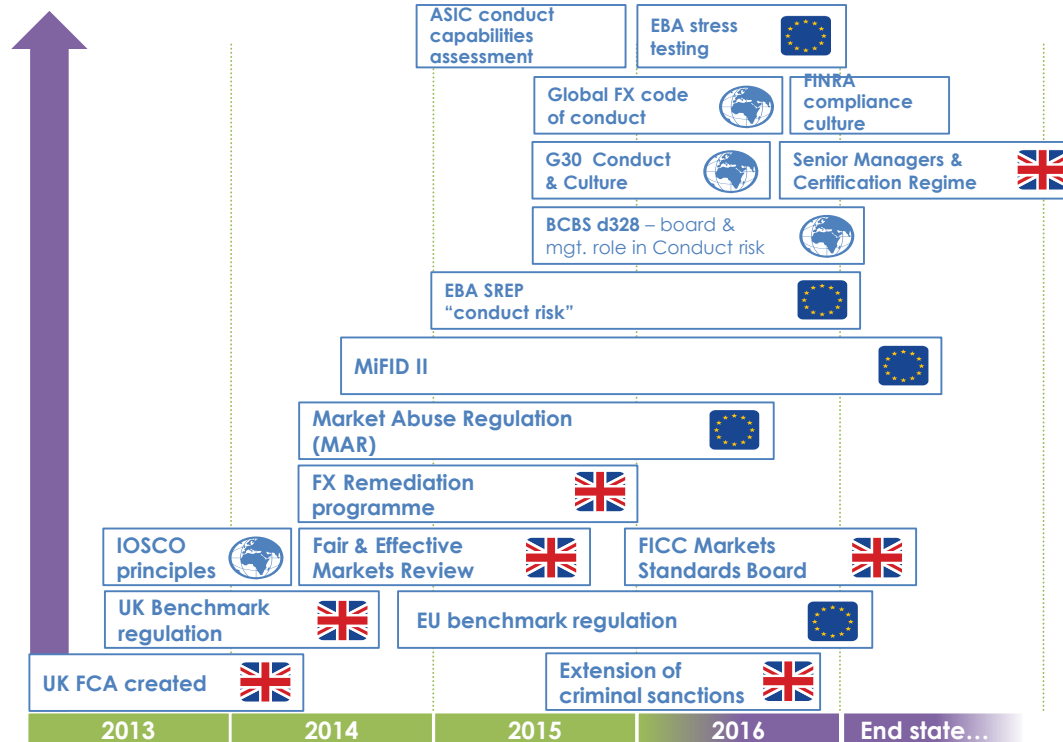 ASIC conduct
capabilities
assessment
EBA stress
testing
Global FX code
of conduct
FINRA
compliance
culture
G30 Conduct
& Culture
Senior Managers &
Certification Regime
BCBS d328 – board &
mgt. role in Conduct risk
EBA SREP
“conduct risk”
MiFID II
Market Abuse Regulation
(MAR)
FX Remediation
programme
IOSCO
principles
Fair & Effective
Markets Review
FICC Markets
Standards Board
UK Benchmark
regulation
EU benchmark regulation
UK FCA created
Extension of
criminal sanctions
2013 2014 2015 2016 End state…